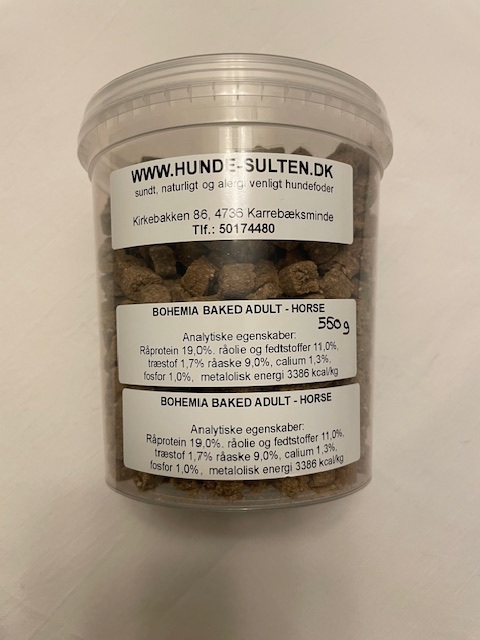 WWW.HUNDE-SULTEN.DK
sundt, naturligt og alergivenligt hundefoder
Kirkebakken 86, 4736 Karrebæksminde
Tlf.: 50174480
BOHEMIA BAKED ADULT - HORSE
550g
Analytiske egenskaber:
Råprotein 19,0%. råolie og fedtstoffer 11,0%,
træstof 1,7% råaske 9,0%, calium 1,3%,
fosfor 1,0%, metalolisk energi 3386 kcal/kg
BOHEMIA BAKED ADULT - HORSE
Analytiske egenskaber:
Råprotein 19,0%. råolie og fedtstoffer 11,0%,
træstof 1,7% råaske 9,0%, calium 1,3%,
fosfor 1,0%, metalolisk energi 3386 kcal/kg